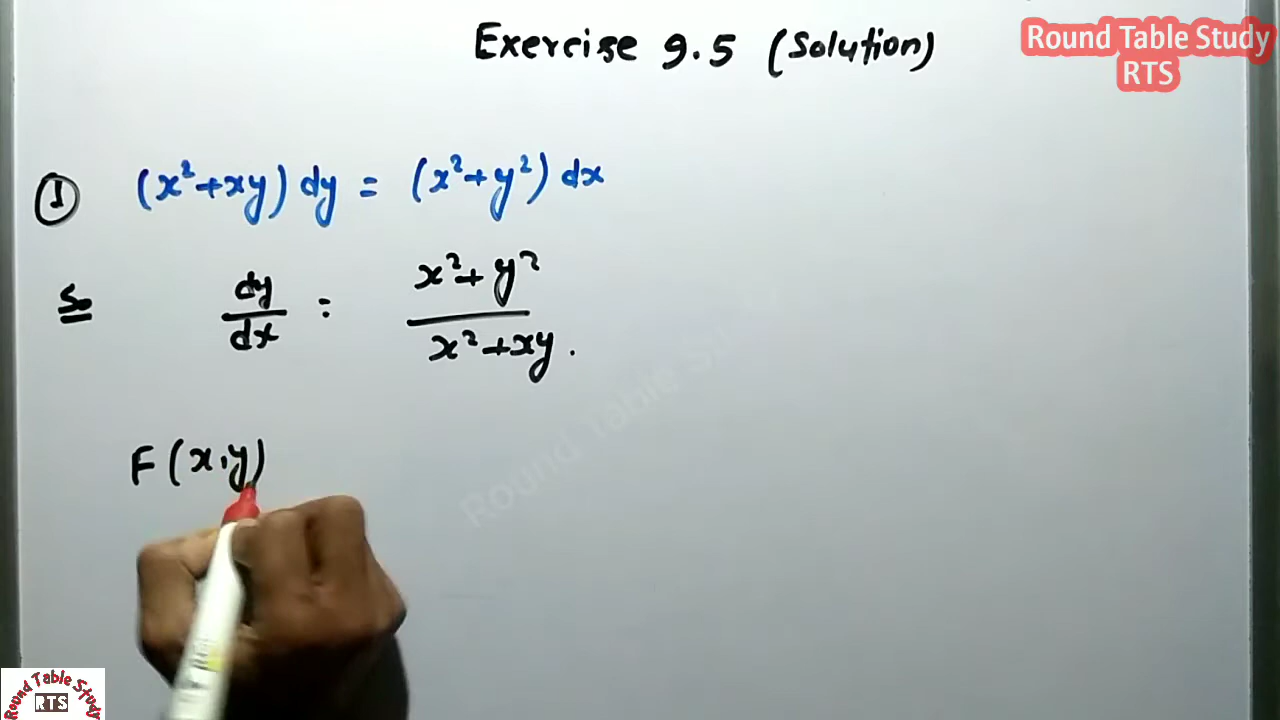 Exercise 9.5 (Solution)
Round Table Study
RTS
① (x²+xy) dy = (x²+y²) dx
dy/dx = x²+y² / x²+xy.
F(x,y)
Round Table Study
RTS